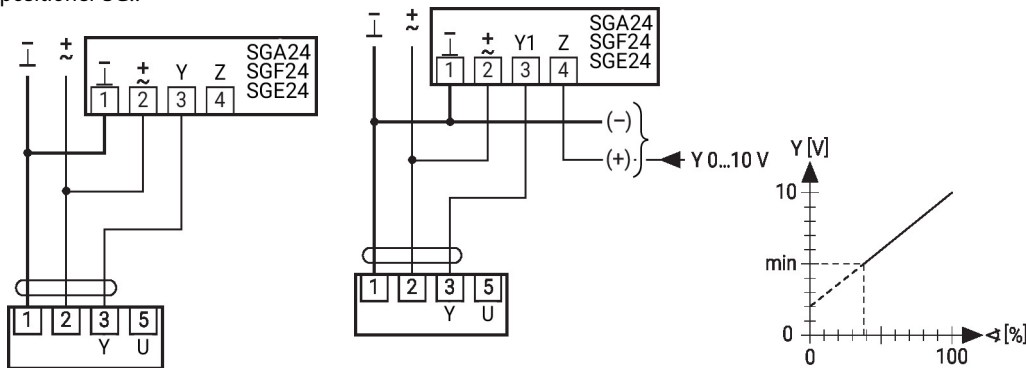 positioner SG..
⊥ – + ~
– ⊥ + ~ Y Z
1 2 3 4
SGA24
SGF24
SGE24
1 2 3 5
Y U
– ⊥ + ~
– ⊥ + ~ Y1 Z
1 2 3 4
SGA24
SGF24
SGE24
(–)
(+) Y 0...10 V
1 2 3 5
Y U
Y [V]
10
min
0
0 100
∢ [%]